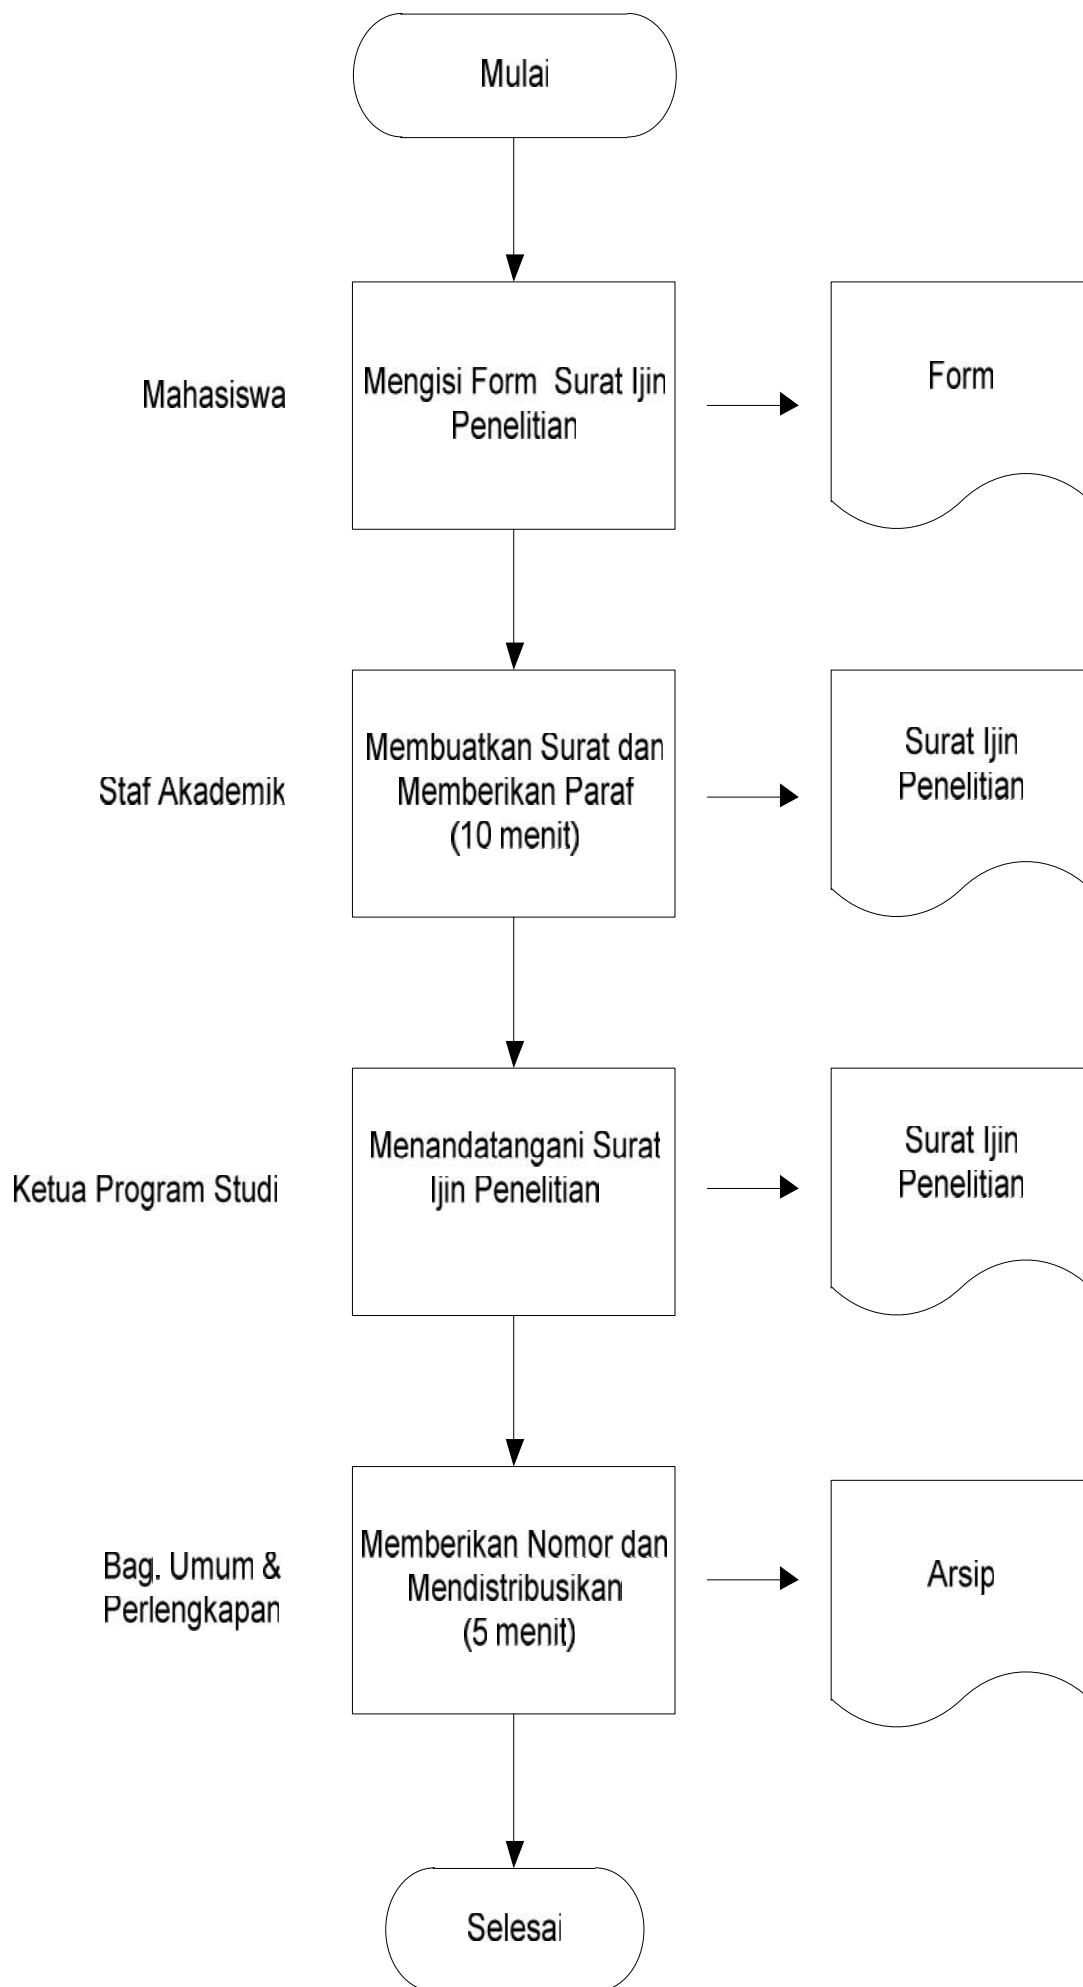 Mulai
Mahasiswa
Mengisi Form Surat Ijin
Penelitian
Form
Staf Akademik
Membuatkan Surat dan
Memberikan Paraf
(10 menit)
Surat Ijin
Penelitian
Ketua Program Studi
Menandatangani Surat
Ijin Penelitian
Surat Ijin
Penelitian
Bag. Umum &
Perlengkapan
Memberikan Nomor dan
Mendistribusikan
(5 menit)
Arsip
Selesai